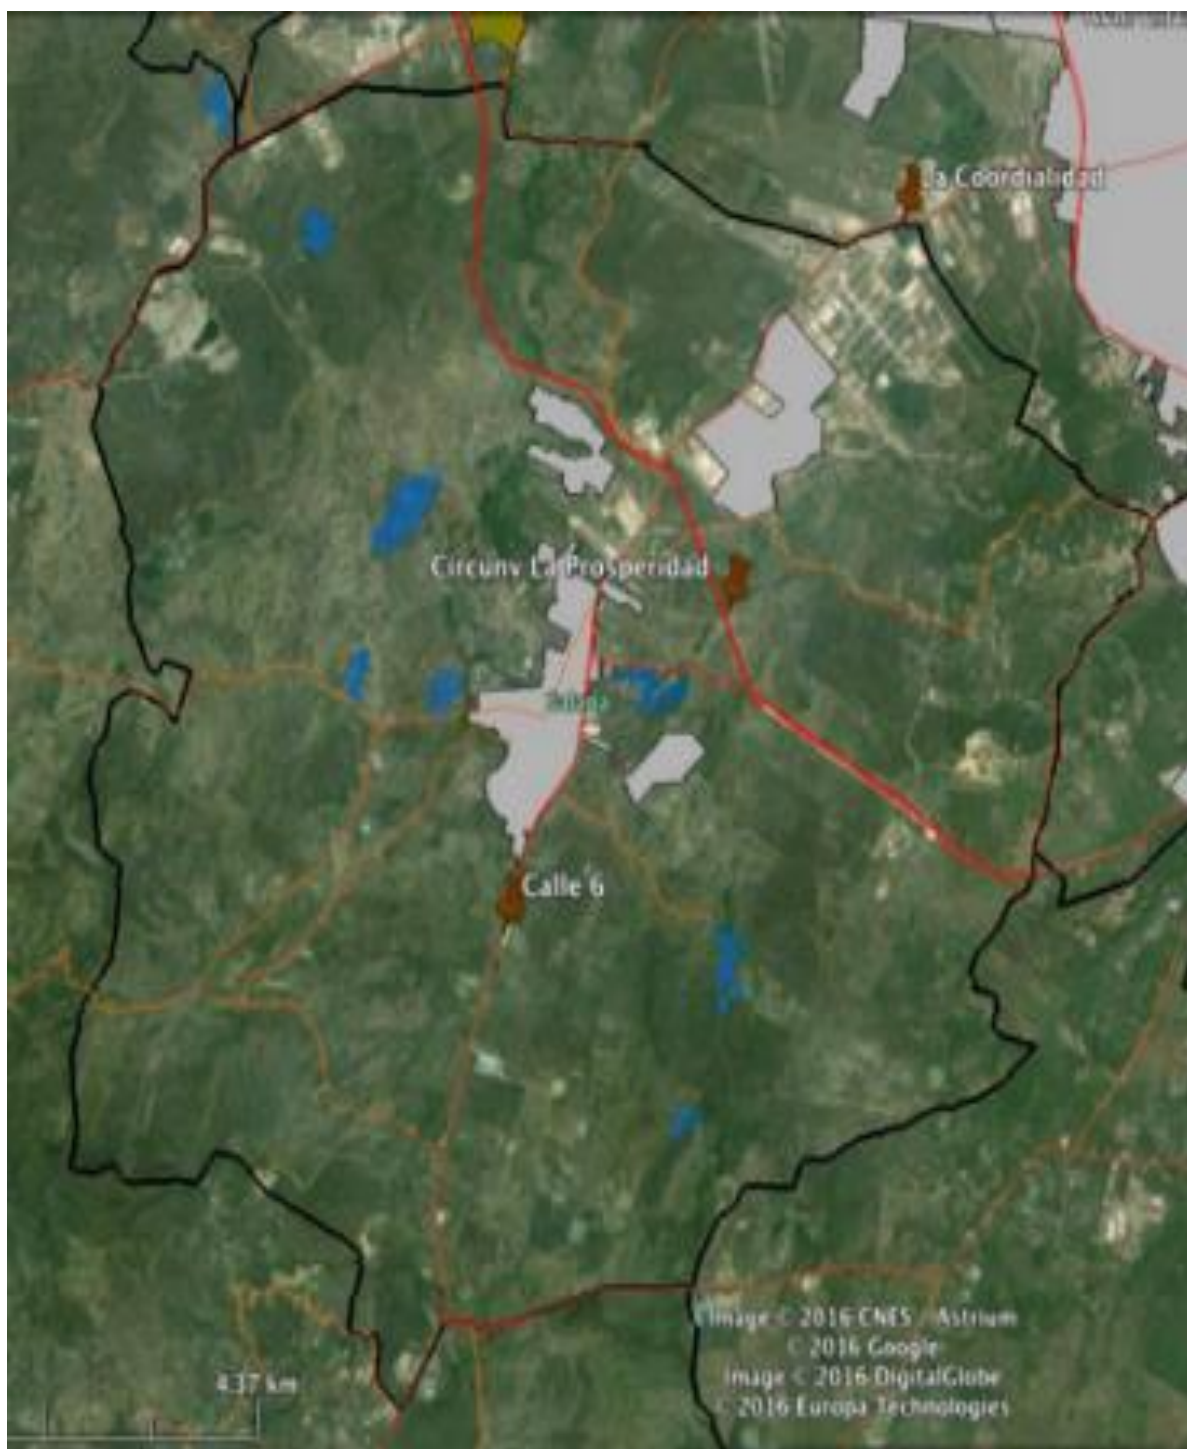 La Coordialidad
Circunv La Prosperidad
Calle 6
4.37 km
Image © 2016 CNES / Astrium
© 2016 Google
Image © 2016 DigitalGlobe
© 2016 Europa Technologies